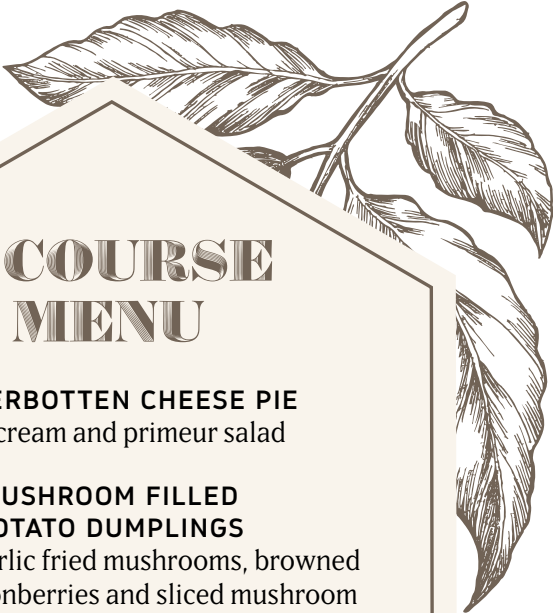 COURSE
MENU
ERBOTTEN CHEESE PIE
cream and primeur salad
USHROOM FILLED
OTATO DUMPLINGS
rlic fried mushrooms, browned
nberries and sliced mushroom